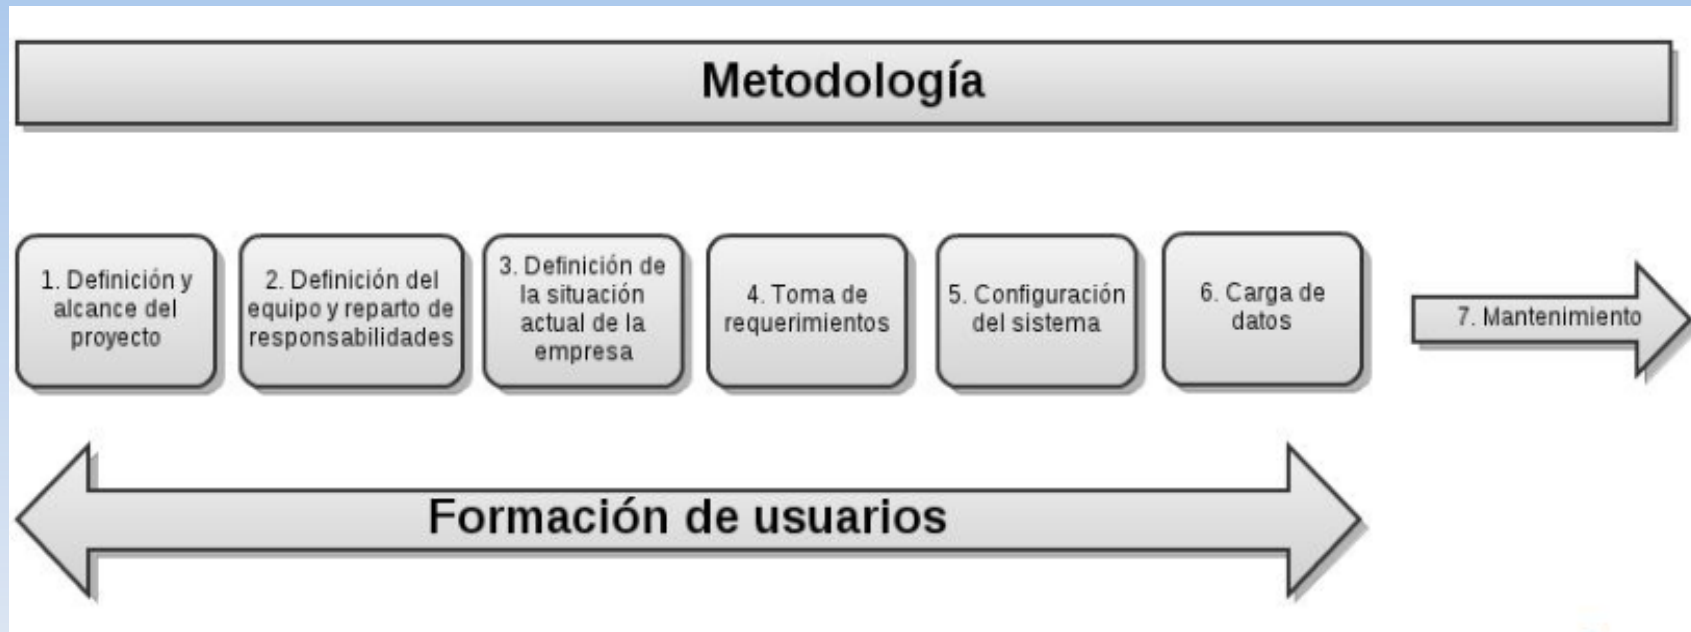 Metodología
1. Definición y
alcance del
proyecto
2. Definición del
equipo y reparto de
responsabilidades
3. Definición de
la situación
actual de la
empresa
4. Toma de
requerimientos
5. Configuración
del sistema
6. Carga de
datos
7. Mantenimiento
Formación de usuarios